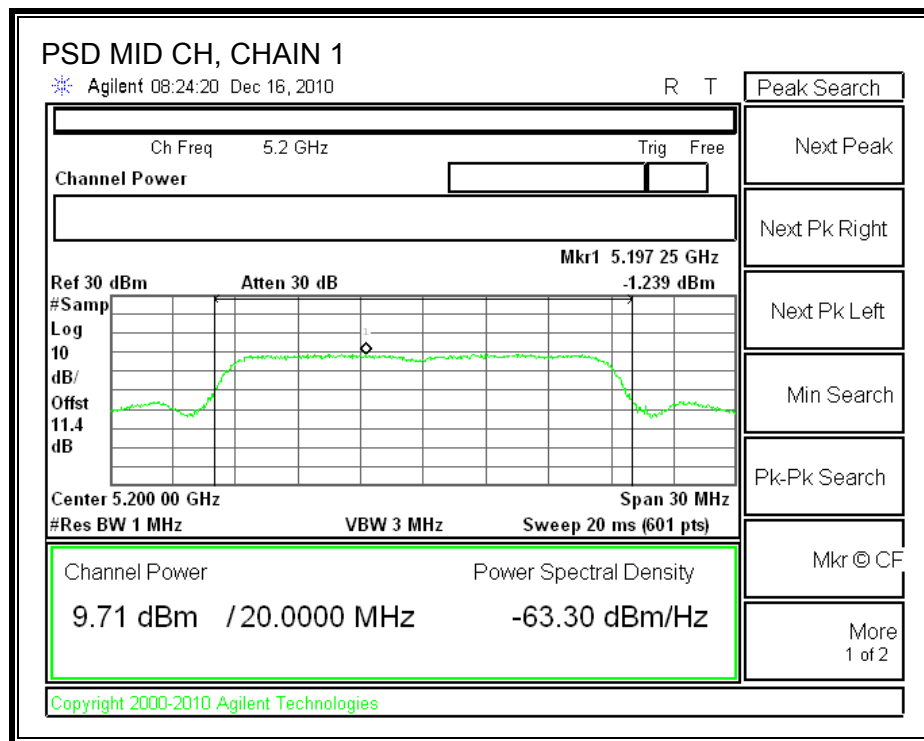 PSD MID CH, CHAIN 1
Agilent 08:24:20 Dec 16, 2010 R T
Peak Search
Ch Freq 5.2 GHz Trig Free
Next Peak
Channel Power
Next Pk Right
Mkr1 5.197 25 GHz
Ref 30 dBm Atten 30 dB -1.239 dBm
#Samp
Log
10
dB/
Offst
11.4
dB
1
Next Pk Left
Min Search
Pk-Pk Search
Center 5.200 00 GHz Span 30 MHz
#Res BW 1 MHz VBW 3 MHz Sweep 20 ms (601 pts)
Mkr © CF
Channel Power Power Spectral Density
9.71 dBm / 20.0000 MHz -63.30 dBm/Hz
More
1 of 2
Copyright 2000-2010 Agilent Technologies